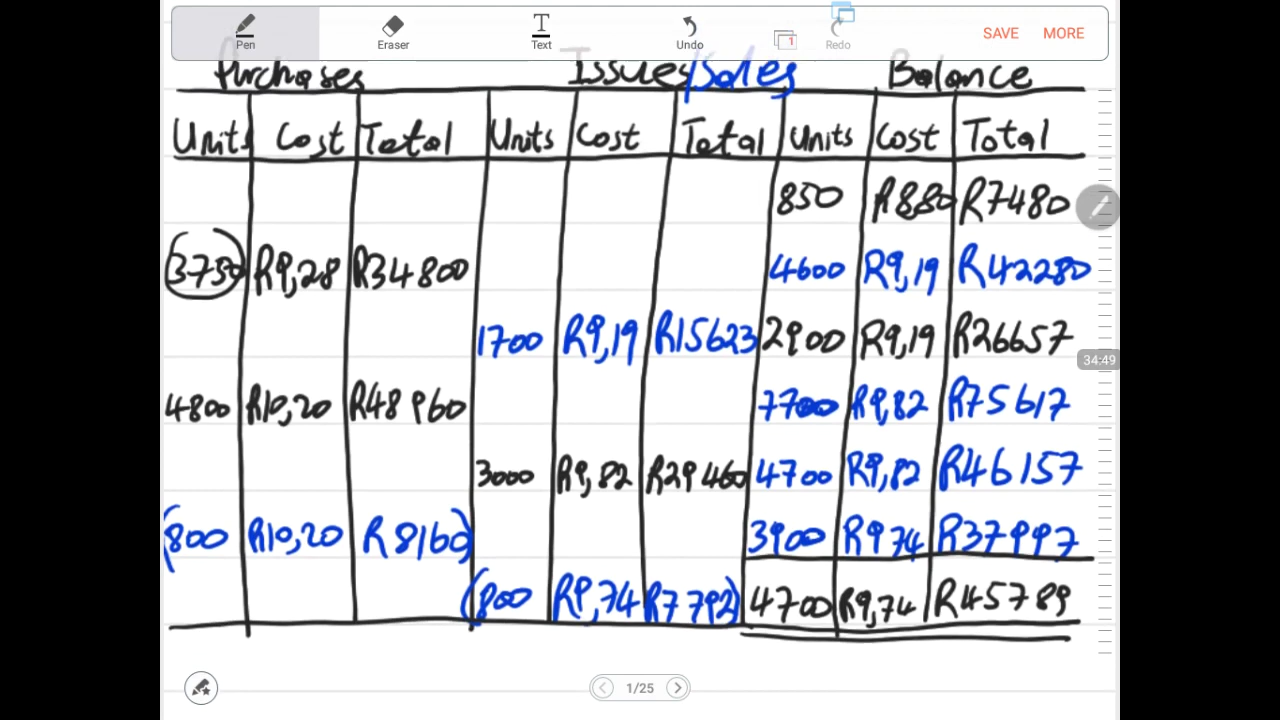 Pen Eraser Text Undo 1 Redo SAVE MORE
Purchases Issues/Sales Balance
Units Cost Total Units Cost Total Units Cost Total
850 R8,80 R7480
(3750) R9,28 R34800 4600 R9,19 R42280
1700 R9,19 R15623 2900 R9,19 R26657
34:49
4800 R10,20 R48960 7700 R9,82 R75617
3000 R9,82 R29460 4700 R9,82 R46157
(800 R10,20 R8160) 3900 R9,74 R37997
(800 R9,74 R7792) 4700 R9,74 R45789
1/25